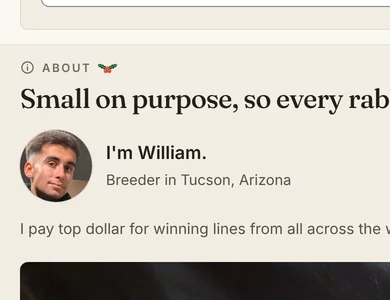 ABOUT
Small on purpose, so every rab
I'm William.
Breeder in Tucson, Arizona
I pay top dollar for winning lines from all across the